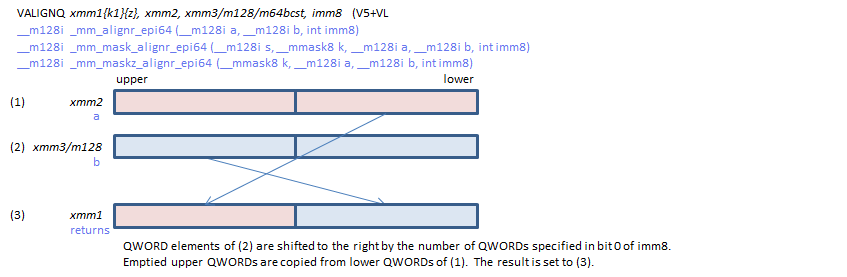 VALIGNQ xmm1{k1}{z}, xmm2, xmm3/m128/m64bcst, imm8 (V5+VL
__m128i _mm_alignr_epi64 (__m128i a, __m128i b, int imm8)
__m128i _mm_mask_alignr_epi64 (__m128i s, __mmask8 k, __m128i a, __m128i b, int imm8)
__m128i _mm_maskz_alignr_epi64 (__mmask8 k, __m128i a, __m128i b, int imm8)
upper lower
(1) xmm2
a
(2) xmm3/m128
b
(3) xmm1
returns
QWORD elements of (2) are shifted to the right by the number of QWORDs specified in bit 0 of imm8.
Emptied upper QWORDs are copied from lower QWORDs of (1). The result is set to (3).